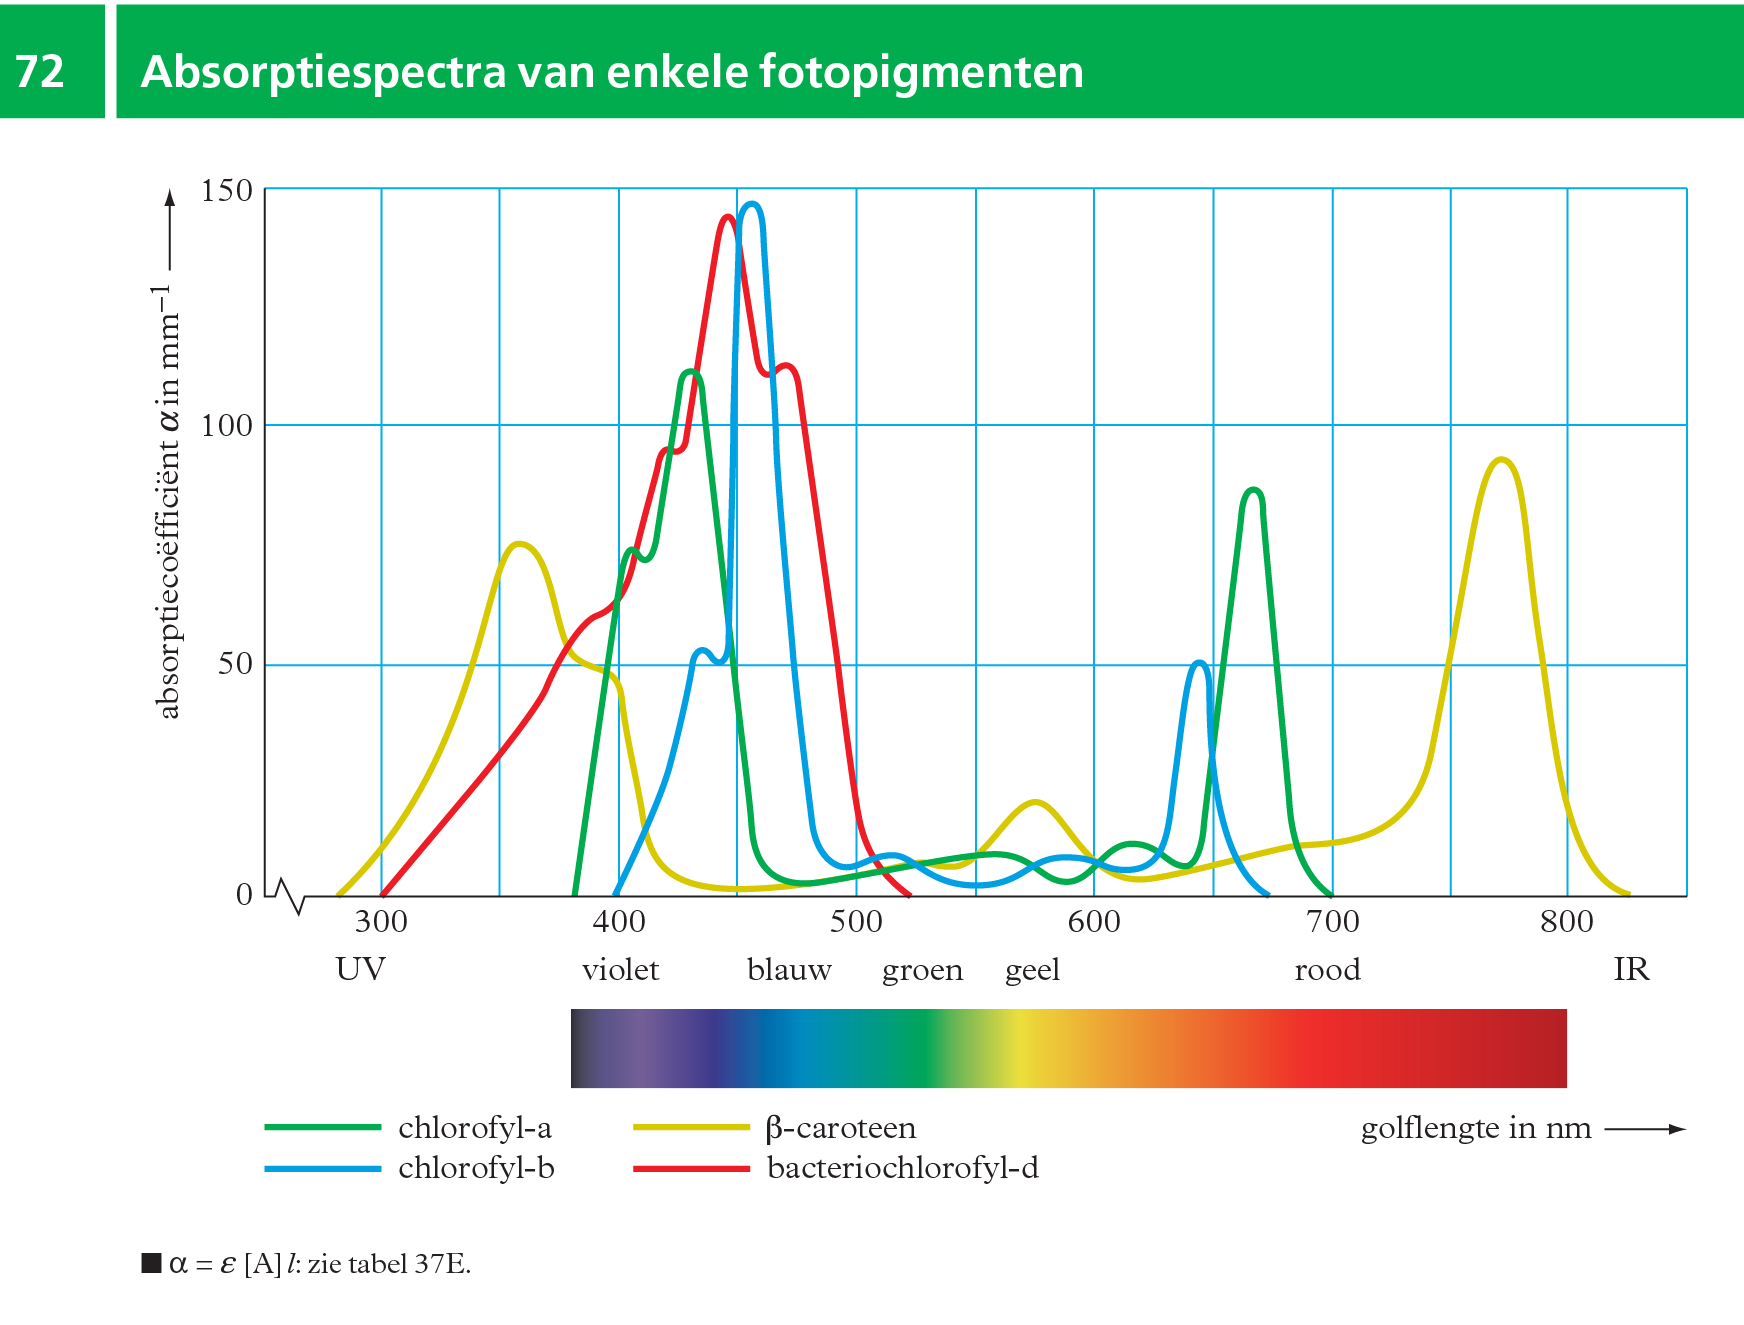 72 Absorptiespectra van enkele fotopigmenten
absorptiecoëfficiënt α in mm⁻¹
150
100
50
0
300 400 500 600 700 800
UV violet blauw groen geel rood IR
chlorofyl-a β-caroteen golflengte in nm
chlorofyl-b bacteriochlorofyl-d
■ α = ε [A] l: zie tabel 37E.